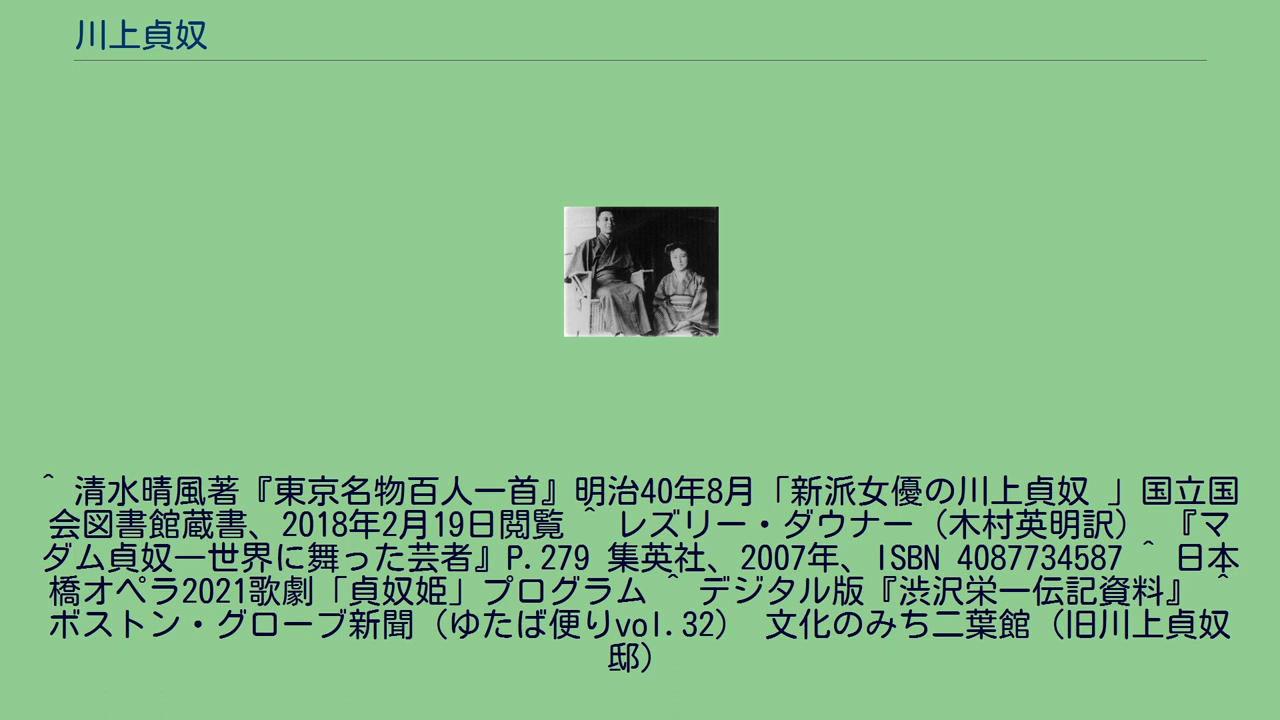 川上貞奴
^ 清水晴風著『東京名物百人一首』明治40年8月「新派女優の川上貞奴 」国立国
会図書館蔵書、2018年2月19日閲覧 ^ レズリー・ダウナー（木村英明訳） 『マ
ダム貞奴―世界に舞った芸者』P.279 集英社、2007年、ISBN 4087734587 ^ 日本
橋オペラ2021歌劇「貞奴姫」プログラム ^ デジタル版『渋沢栄一伝記資料』 ^
ボストン・グローブ新聞（ゆたば便りvol.32） 文化のみち二葉館（旧川上貞奴
邸）